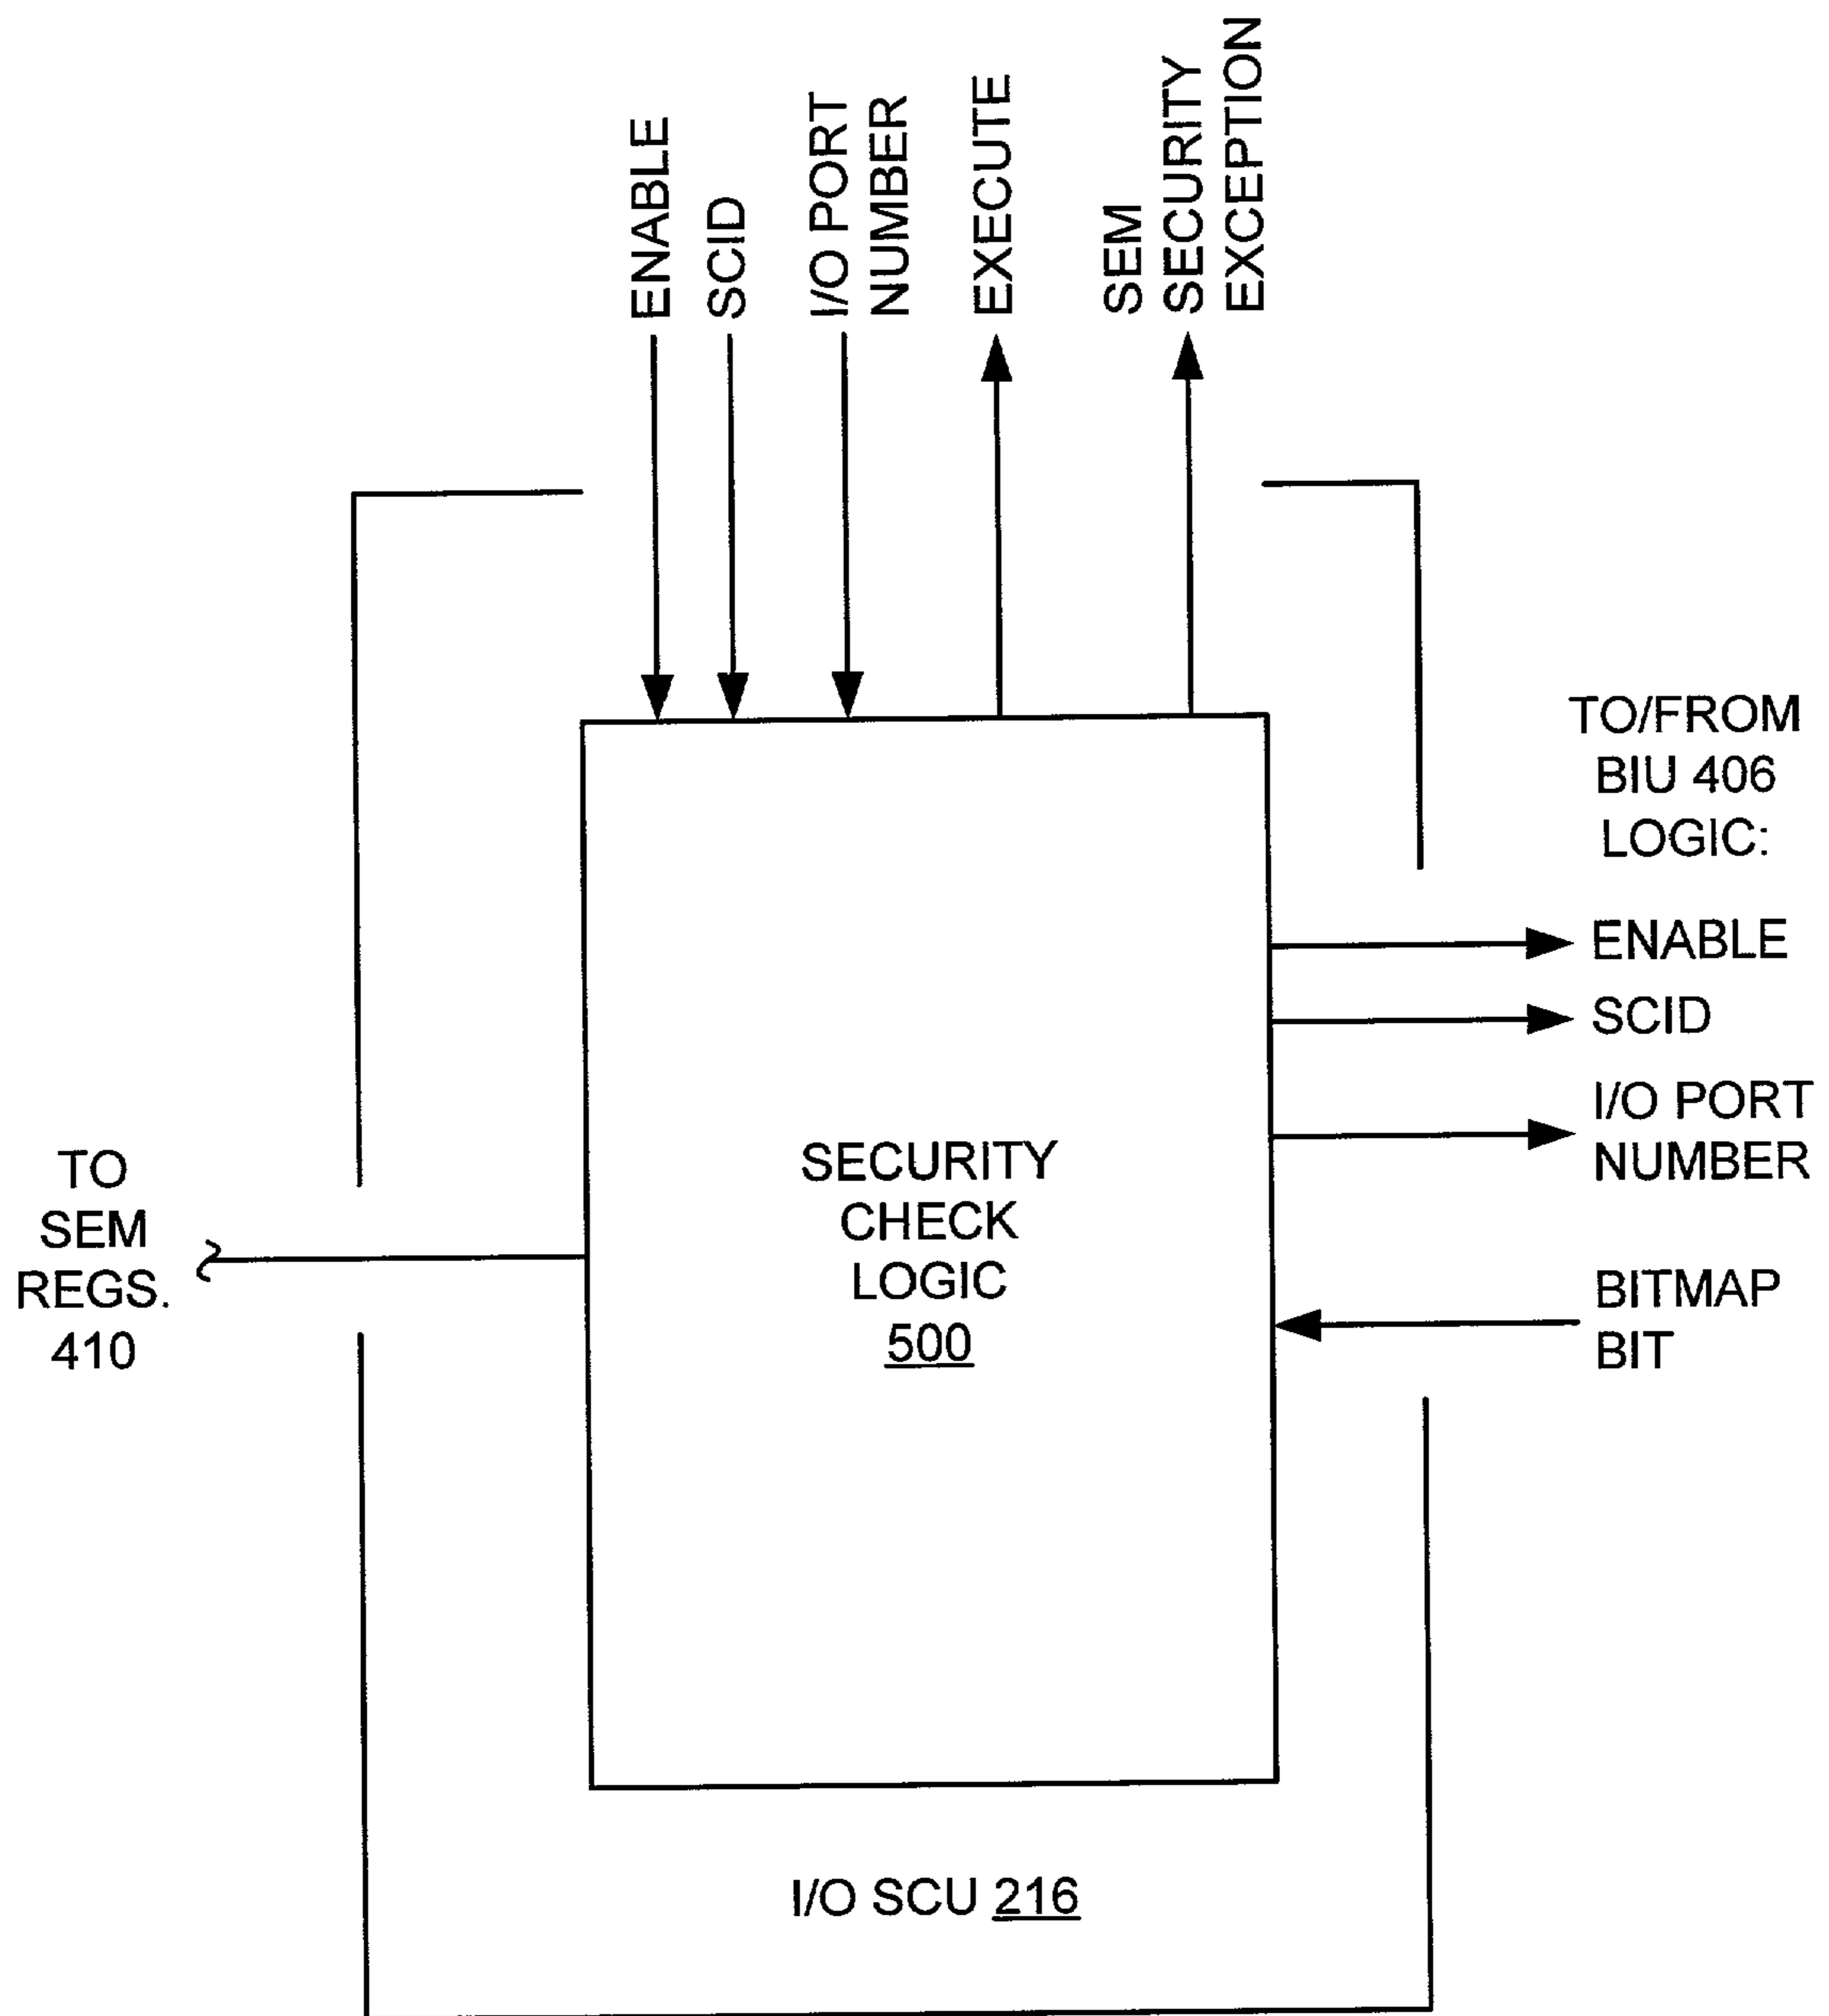 ENABLE
SCID
I/O PORT
NUMBER
EXECUTE
SEM
SECURITY
EXCEPTION
TO/FROM
BIU 406
LOGIC:
ENABLE
SCID
I/O PORT
NUMBER
BITMAP
BIT
TO
SEM
REGS.
410
SECURITY
CHECK
LOGIC
500
I/O SCU 216